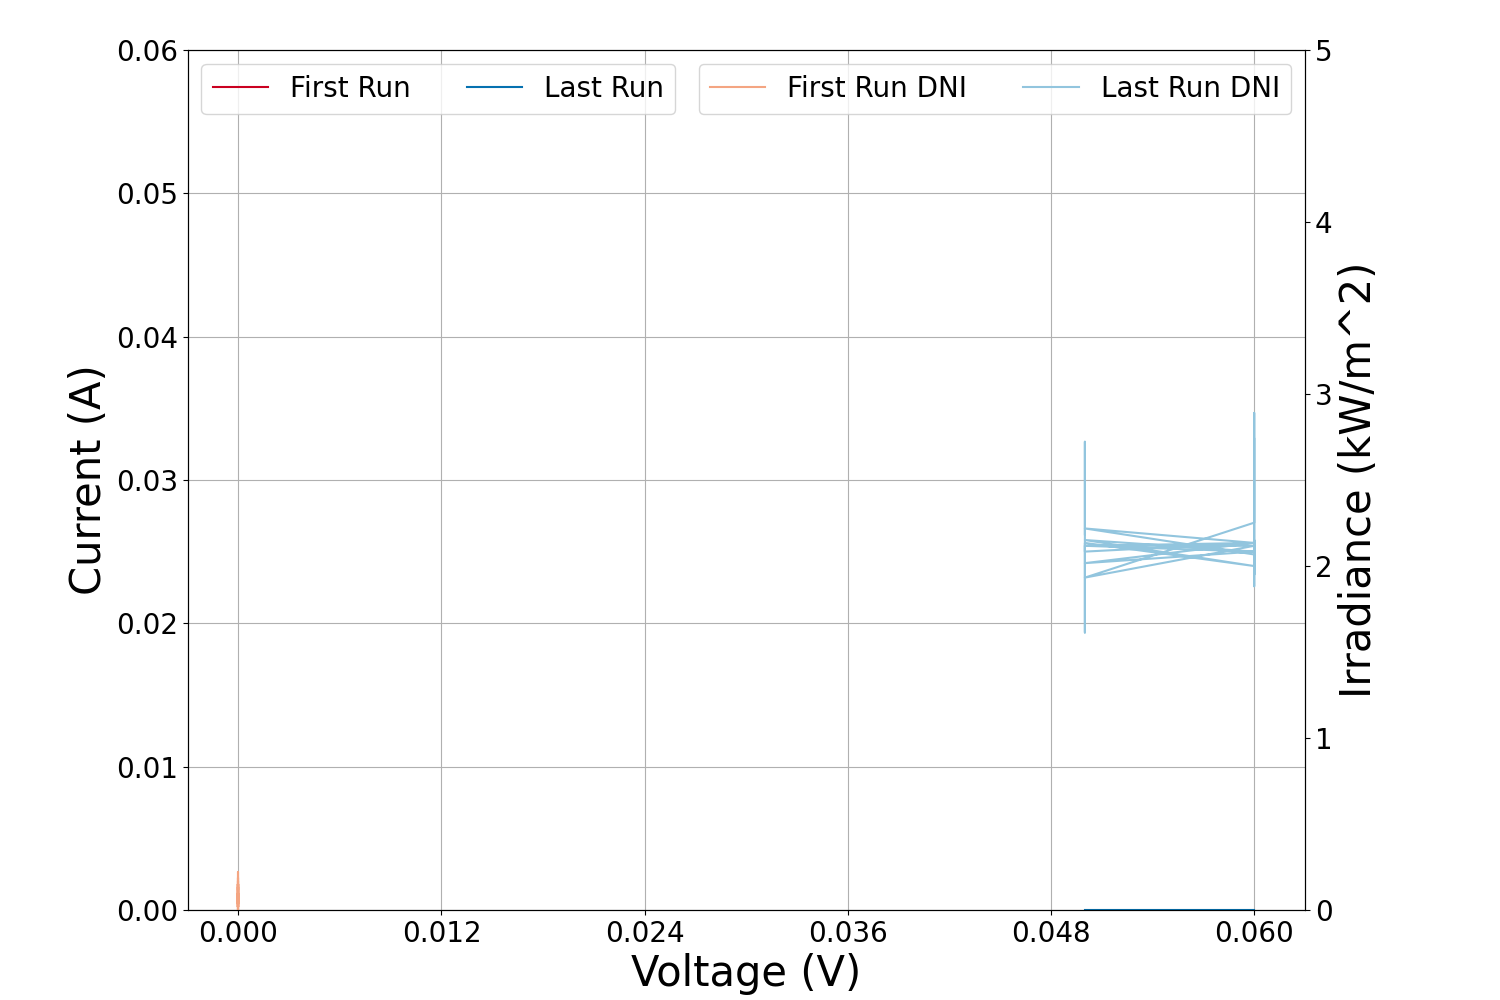 First Run
Last Run
First Run DNI
Last Run DNI
0.06
0.05
0.04
0.03
0.02
0.01
0.00
Current (A)
5
4
3
2
1
0
Irradiance (kW/m^2)
0.000 0.012 0.024 0.036 0.048 0.060
Voltage (V)